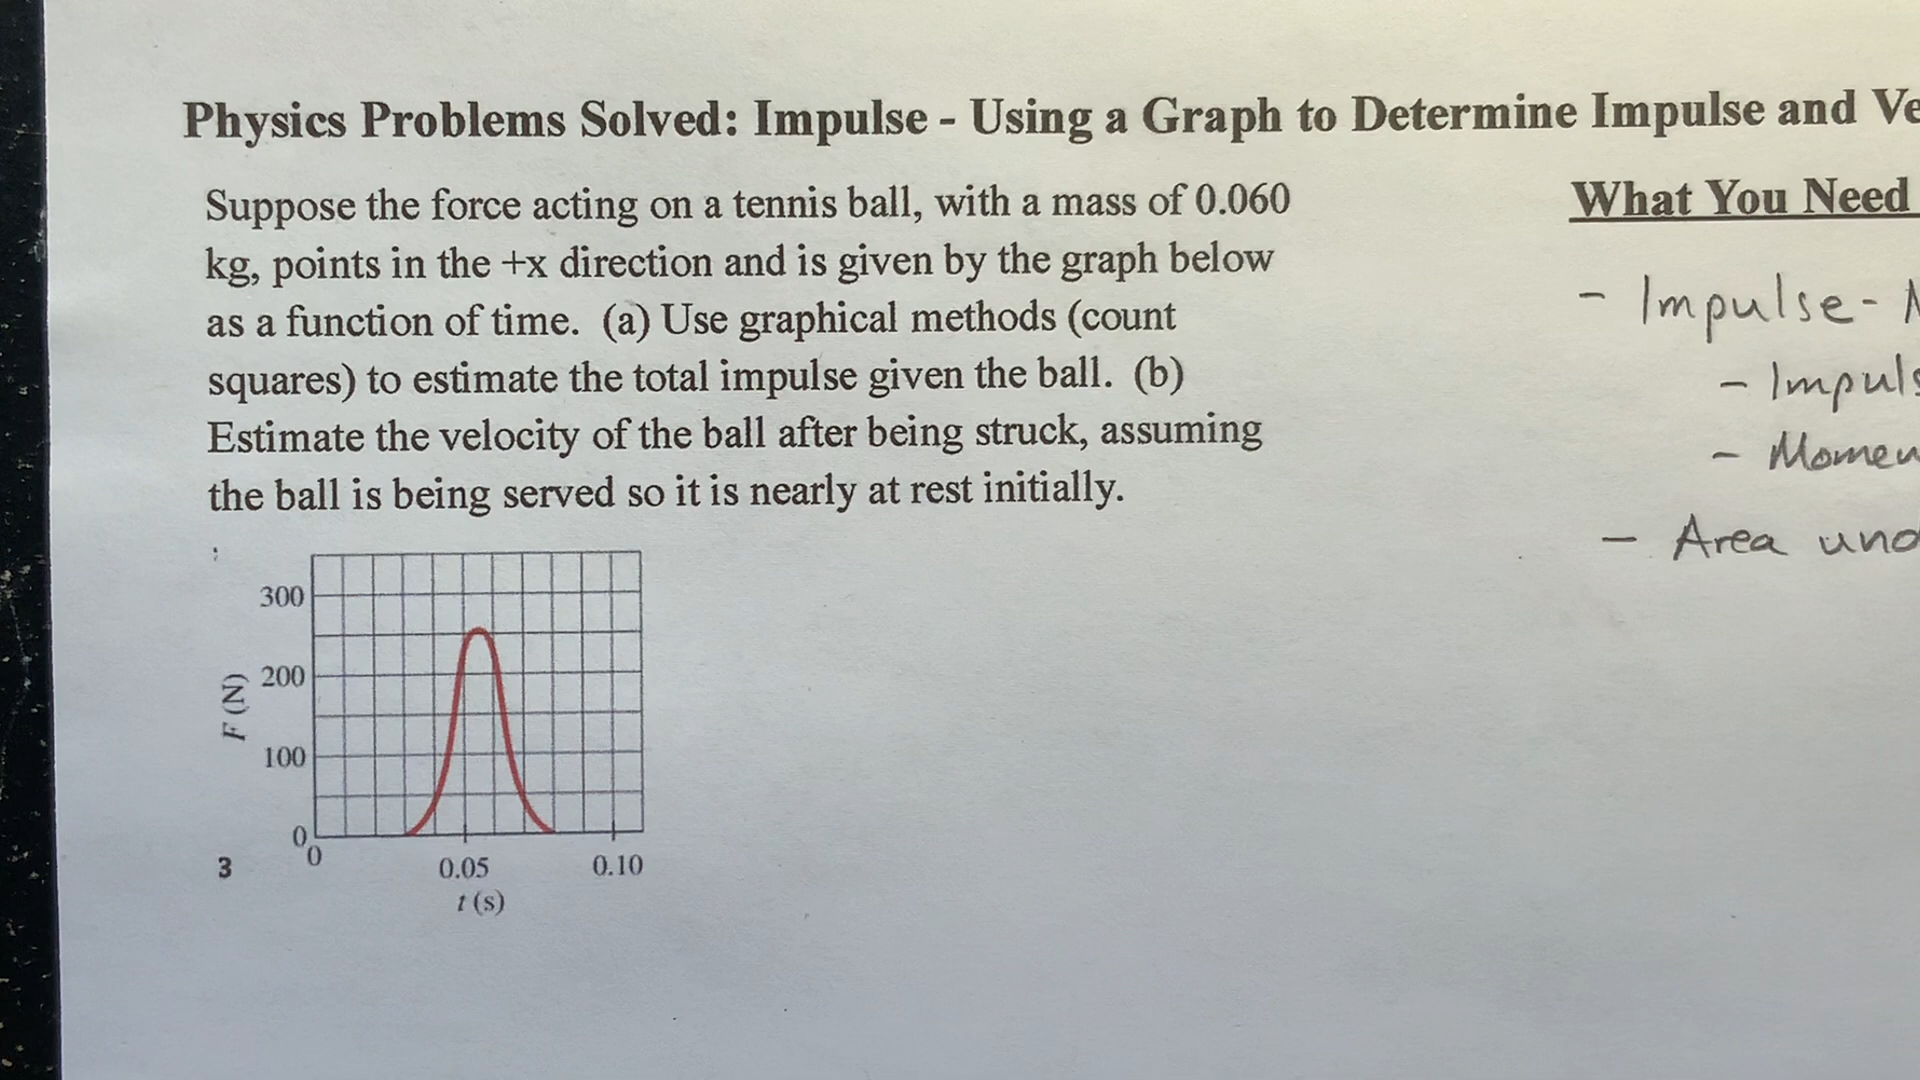 Physics Problems Solved: Impulse - Using a Graph to Determine Impulse and
Suppose the force acting on a tennis ball, with a mass of 0.060
kg, points in the +x direction and is given by the graph below
as a function of time. (a) Use graphical methods (count
squares) to estimate the total impulse given the ball. (b)
Estimate the velocity of the ball after being struck, assuming
the ball is being served so it is nearly at rest initially.
What You Need
- Impulse -
-
-
- Area
300
200
100
0
F (N)
0
0.05
0.10
t (s)
3